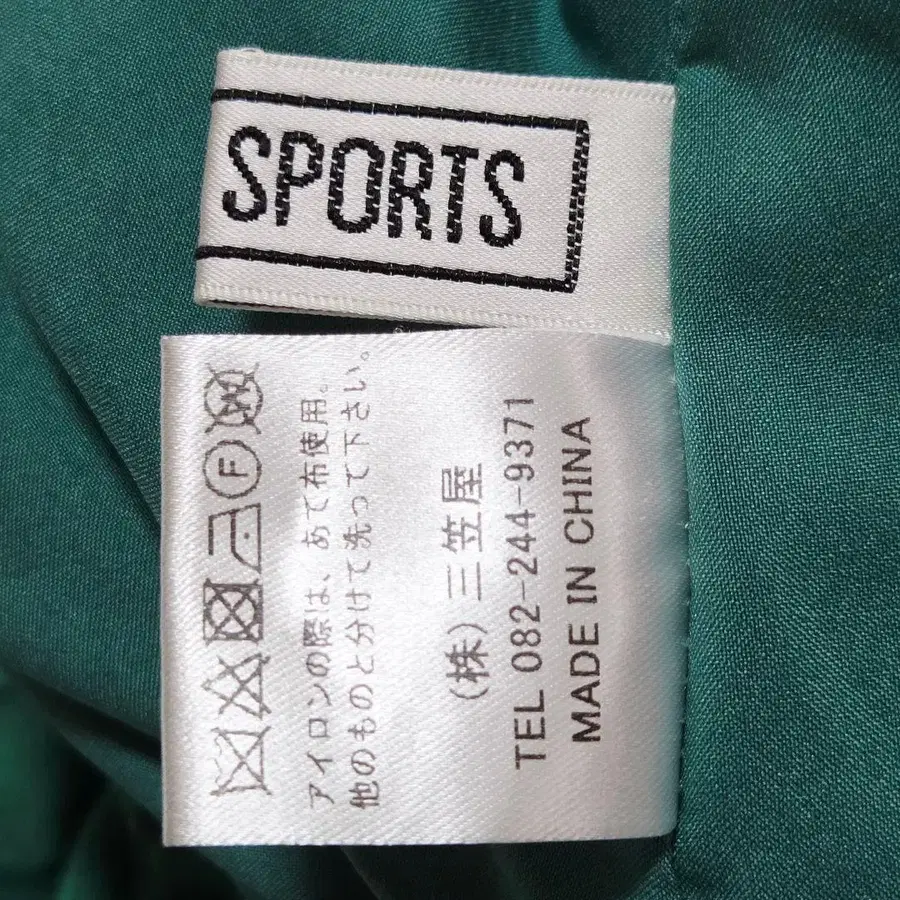 SPORTS
アイロンの際は、あて布使用。
他のものと分けて洗って下さい。
(株)三笠屋
TEL 082-244-9371
MADE IN CHINA
F
W